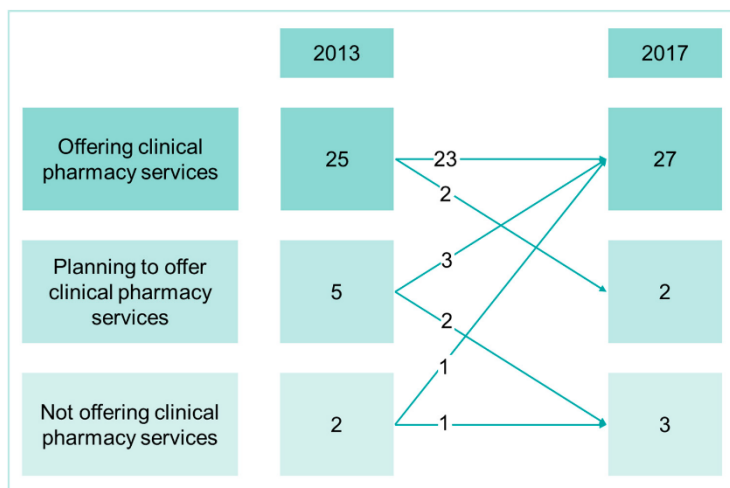 2013
2017
Offering clinical
pharmacy services
25
23
2
27
Planning to offer
clinical pharmacy
services
5
3
2
2
Not offering clinical
pharmacy services
2
1
1
3